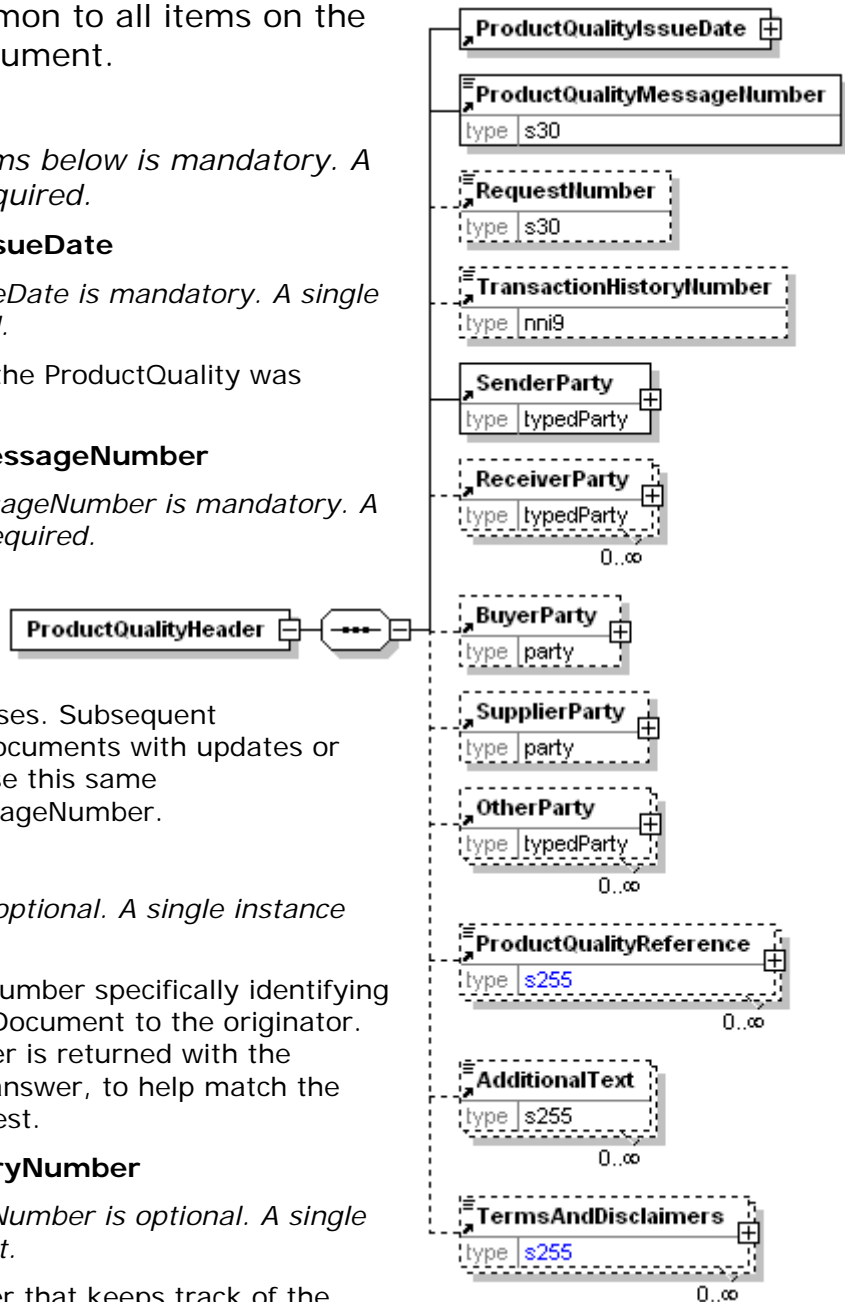 mon to all items on the
ument.
ms below is mandatory. A
quired.
ssueDate
eDate is mandatory. A single
l.
the ProductQuality was
essageNumber
sageNumber is mandatory. A
equired.
ses. Subsequent
ocuments with updates or
se this same
ageNumber.
optional. A single instance
umber specifically identifying
Document to the originator.
er is returned with the
answer, to help match the
est.
ryNumber
Number is optional. A single
t.
er that keeps track of the
ProductQualityHeader
ProductQualityIssueDate
ProductQualityMessageNumber
type s30
RequestNumber
type s30
TransactionHistoryNumber
type nni9
SenderParty
type typedParty
ReceiverParty
type typedParty
0..∞
BuyerParty
type party
SupplierParty
type party
OtherParty
type typedParty
0..∞
ProductQualityReference
type s255
0..∞
AdditionalText
type s255
0..∞
TermsAndDisclaimers
type s255
0..∞